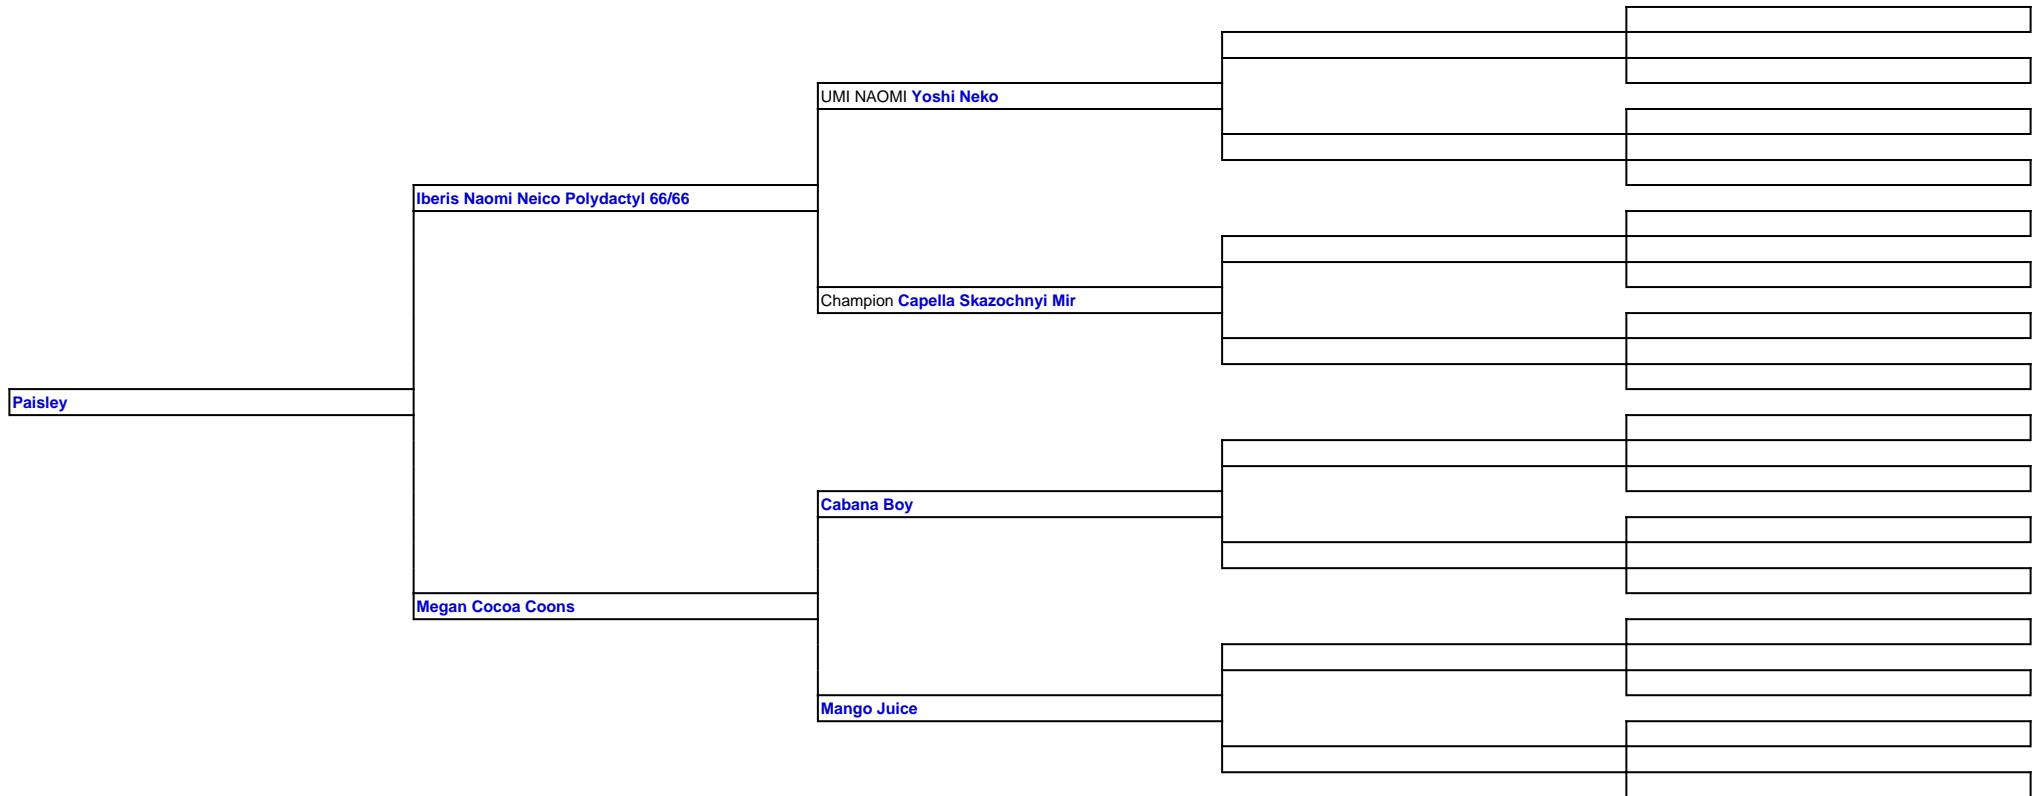 UMI NAOMI Yoshi Neko
Iberis Naomi Neico Polydactyl 66/66
Champion Capella Skazochnyi Mir
Paisley
Cabana Boy
Megan Cocoa Coons
Mango Juice